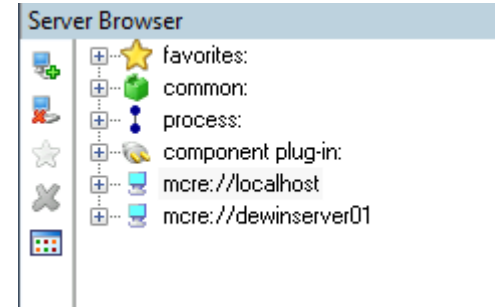 Server Browser
favorites:
common:
process:
component plug-in:
mcre://localhost
mcre://dewinserver01